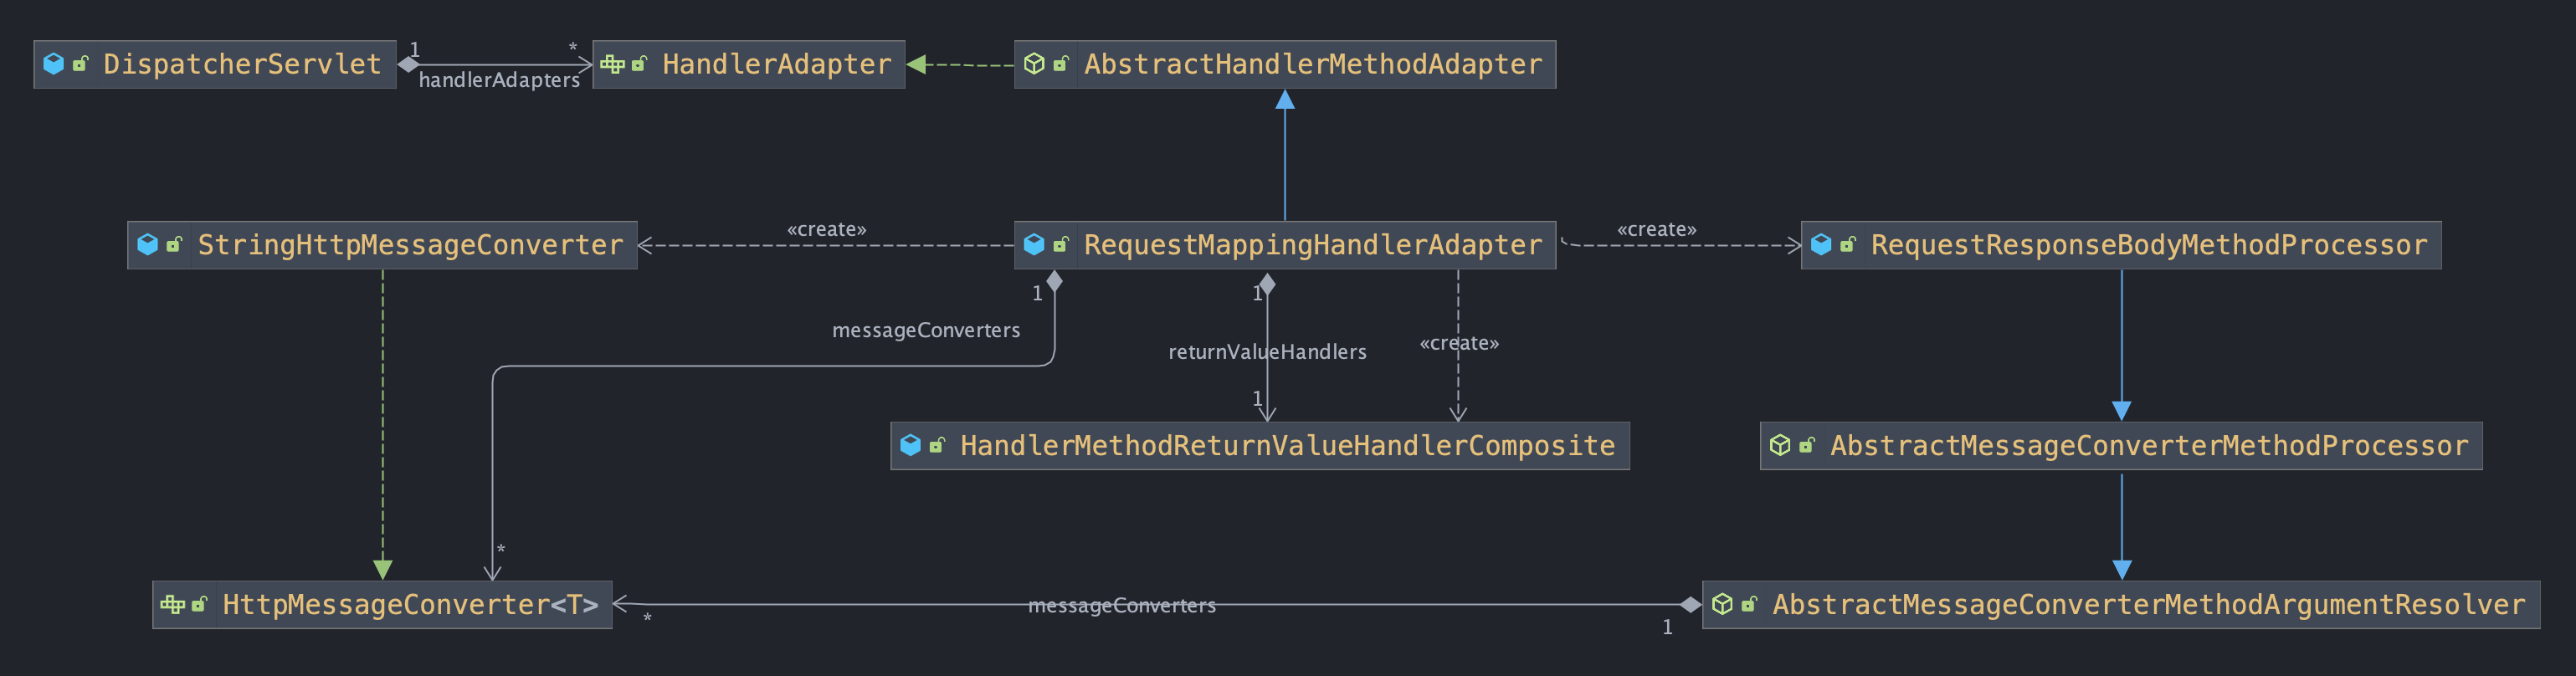 DispatcherServlet
1
*
handlerAdapters
HandlerAdapter
AbstractHandlerMethodAdapter
StringHttpMessageConverter
«create»
RequestMappingHandlerAdapter
«create»
RequestResponseBodyMethodProcessor
1
messageConverters
1
returnValueHandlers
«create»
1
HandlerMethodReturnValueHandlerComposite
AbstractMessageConverterMethodProcessor
*
HttpMessageConverter<T>
*
messageConverters
1
AbstractMessageConverterMethodArgumentResolver